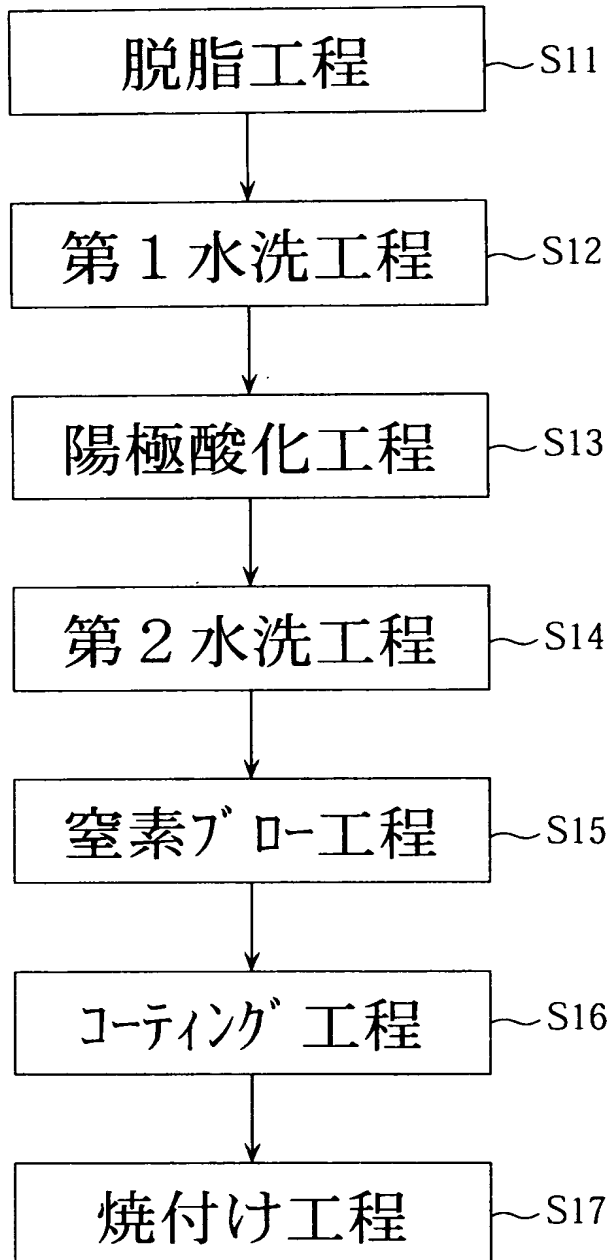 脱脂工程 S11
第１水洗工程 S12
陽極酸化工程 S13
第２水洗工程 S14
窒素ﾌﾞﾛｰ工程 S15
ｺｰﾃｨﾝｸﾞ工程 S16
焼付け工程 S17